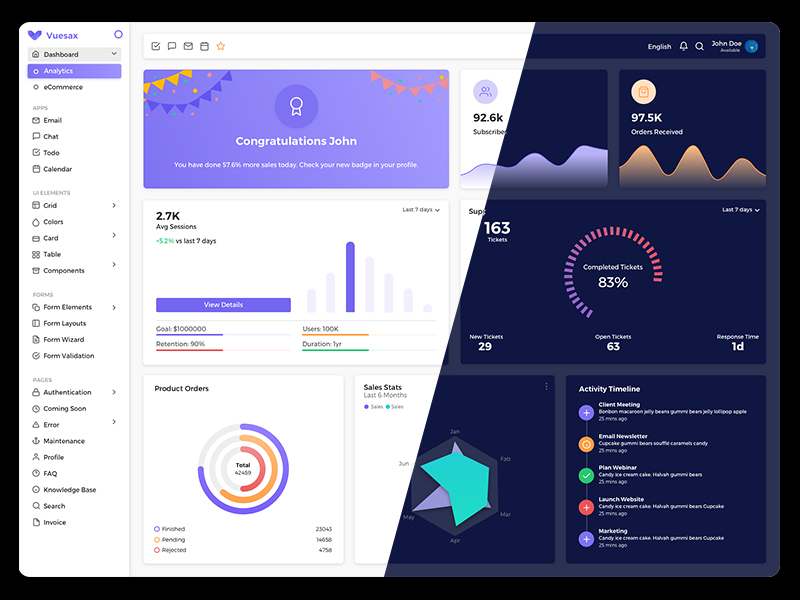 Vuesax
Dashboard
Analytics
eCommerce
APPS
Email
Chat
Todo
Calendar
UI ELEMENTS
Grid
Colors
Card
Table
Components
FORMS
Form Elements
Form Layouts
Form Wizard
Form Validation
PAGES
Authentication
Coming Soon
Error
Maintenance
Profile
FAQ
Knowledge Base
Search
Invoice
English
John Doe
Available
Congratulations John
You have done 57.6% more sales today. Check your new badge in your profile.
92.6k
Subscribe
97.5K
Orders Received
2.7K
Avg Sessions
+5.2% vs last 7 days
Last 7 days
View Details
Goal: $1000000
Users: 100K
Retention: 90%
Duration: 1yr
Sup
Last 7 days
163
Tickets
Completed Tickets
83%
New Tickets
29
Open Tickets
63
Response Time
1d
Product Orders
Total
42459
Finished 23043
Pending 14658
Rejected 4758
Sales Stats
Last 6 Months
Sales Sales
Jan
Feb
Mar
Apr
May
Jun
Activity Timeline
Client Meeting
Bonbon macaroon jelly beans gummi bears jelly lollipop apple
25 mins ago
Email Newsletter
Cupcake gummi bears soufflé caramels candy
25 mins ago
Plan Webinar
Candy ice cream cake. Halvah gummi bears
25 mins ago
Launch Website
Candy ice cream cake. Halvah gummi bears Cupcake
25 mins ago
Marketing
Candy ice cream cake. Halvah gummi bears Cupcake
25 mins ago